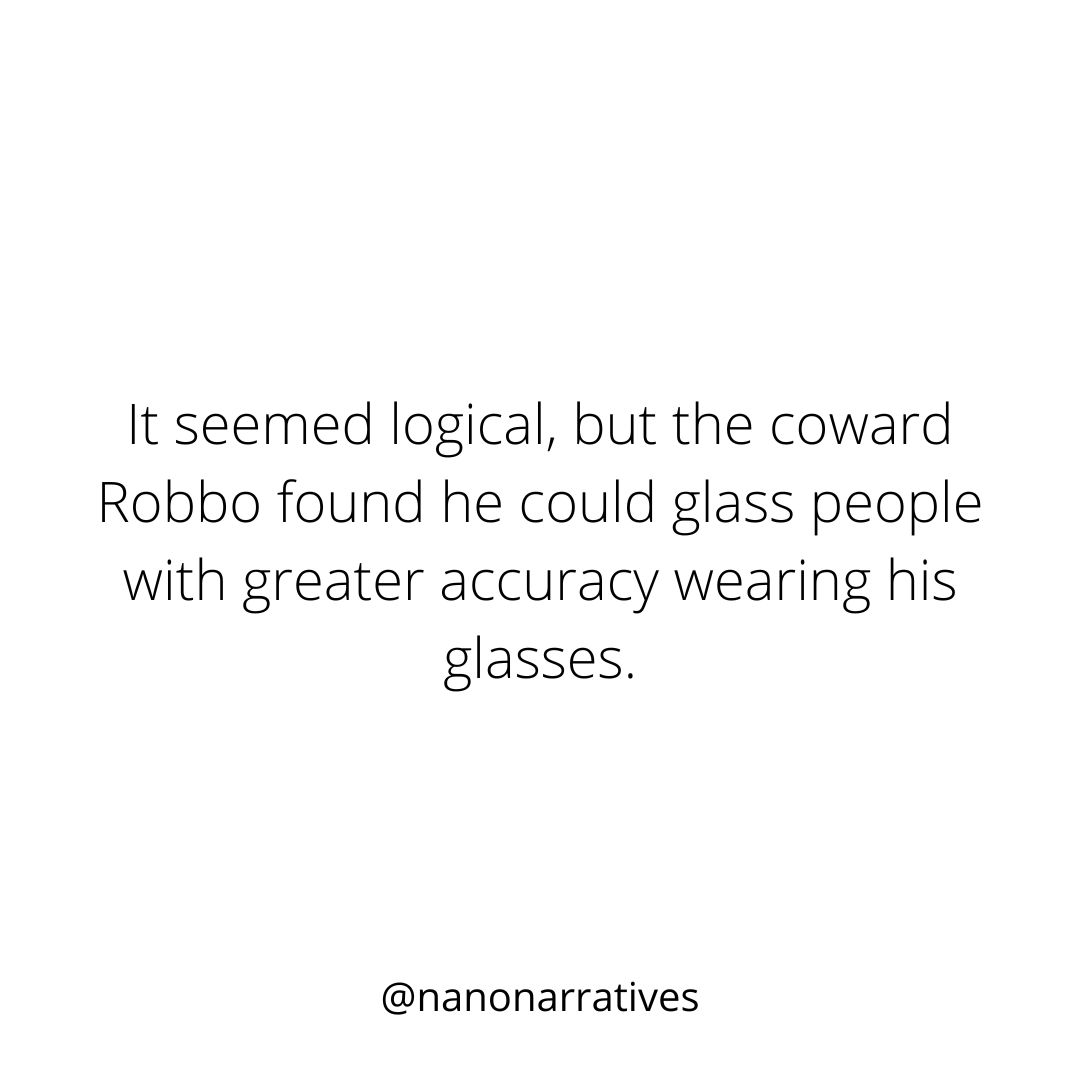 It seemed logical, but the coward
Robbo found he could glass people
with greater accuracy wearing his
glasses.
@nanonarratives